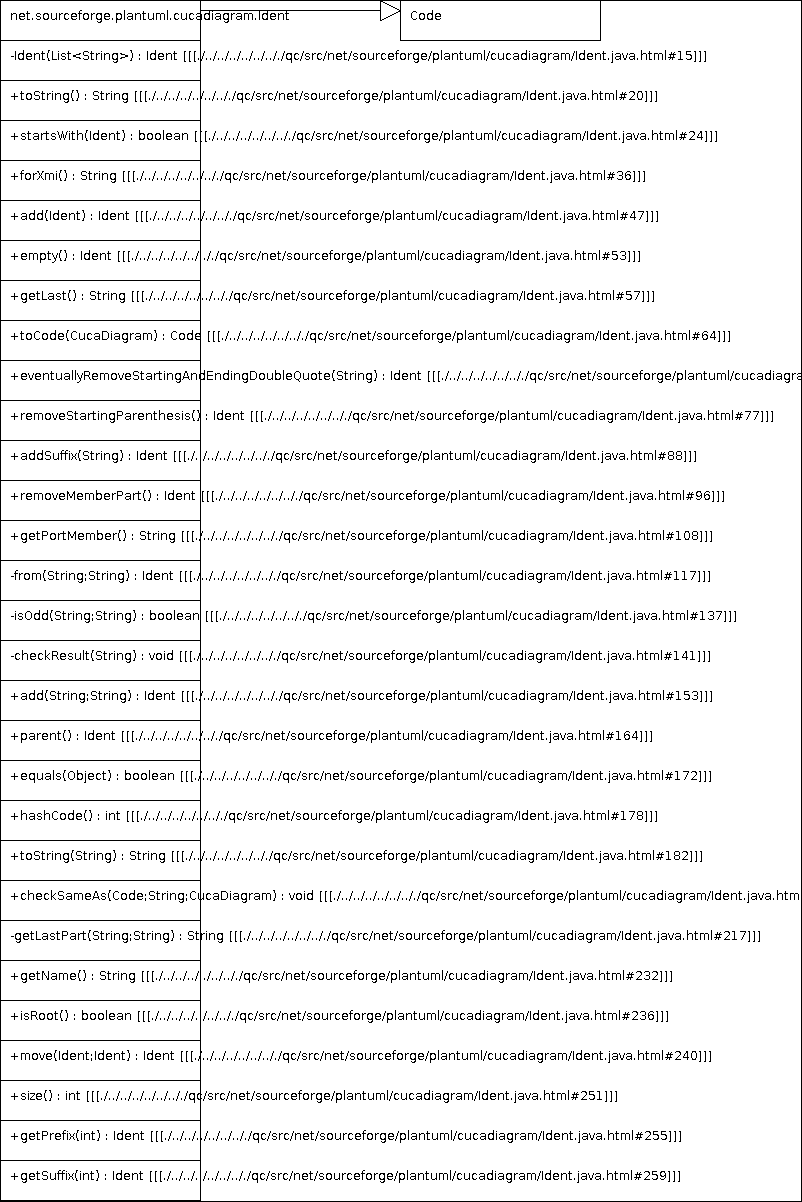 net.sourceforge.plantuml.cucadiagram.Ident
Code
-Ident(List<String>) : Ident [[[./../../../../../../../qc/src/net/sourceforge/plantuml/cucadiagram/Ident.java.html#15]]]
+toString() : String [[[./../../../../../../../qc/src/net/sourceforge/plantuml/cucadiagram/Ident.java.html#20]]]
+startsWith(Ident) : boolean [[[./../../../../../../../qc/src/net/sourceforge/plantuml/cucadiagram/Ident.java.html#24]]]
+forXmi() : String [[[./../../../../../../../qc/src/net/sourceforge/plantuml/cucadiagram/Ident.java.html#36]]]
+add(Ident) : Ident [[[./../../../../../../../qc/src/net/sourceforge/plantuml/cucadiagram/Ident.java.html#47]]]
+empty() : Ident [[[./../../../../../../../qc/src/net/sourceforge/plantuml/cucadiagram/Ident.java.html#53]]]
+getLast() : String [[[./../../../../../../../qc/src/net/sourceforge/plantuml/cucadiagram/Ident.java.html#57]]]
+toCode(CucaDiagram) : Code [[[./../../../../../../../qc/src/net/sourceforge/plantuml/cucadiagram/Ident.java.html#64]]]
+eventuallyRemoveStartingAndEndingDoubleQuote(String) : Ident [[[./../../../../../../../qc/src/net/sourceforge/plantuml/cucadiagra
+removeStartingParenthesis() : Ident [[[./../../../../../../../qc/src/net/sourceforge/plantuml/cucadiagram/Ident.java.html#77]]]
+addSuffix(String) : Ident [[[./../../../../../../../qc/src/net/sourceforge/plantuml/cucadiagram/Ident.java.html#88]]]
+removeMemberPart() : Ident [[[./../../../../../../../qc/src/net/sourceforge/plantuml/cucadiagram/Ident.java.html#96]]]
+getPortMember() : String [[[./../../../../../../../qc/src/net/sourceforge/plantuml/cucadiagram/Ident.java.html#108]]]
-from(String;String) : Ident [[[./../../../../../../../qc/src/net/sourceforge/plantuml/cucadiagram/Ident.java.html#117]]]
-isOdd(String;String) : boolean [[[./../../../../../../../qc/src/net/sourceforge/plantuml/cucadiagram/Ident.java.html#137]]]
-checkResult(String) : void [[[./../../../../../../../qc/src/net/sourceforge/plantuml/cucadiagram/Ident.java.html#141]]]
+add(String;String) : Ident [[[./../../../../../../../qc/src/net/sourceforge/plantuml/cucadiagram/Ident.java.html#153]]]
+parent() : Ident [[[./../../../../../../../qc/src/net/sourceforge/plantuml/cucadiagram/Ident.java.html#164]]]
+equals(Object) : boolean [[[./../../../../../../../qc/src/net/sourceforge/plantuml/cucadiagram/Ident.java.html#172]]]
+hashCode() : int [[[./../../../../../../../qc/src/net/sourceforge/plantuml/cucadiagram/Ident.java.html#178]]]
+toString(String) : String [[[./../../../../../../../qc/src/net/sourceforge/plantuml/cucadiagram/Ident.java.html#182]]]
+checkSameAs(Code;String;CucaDiagram) : void [[[./../../../../../../../qc/src/net/sourceforge/plantuml/cucadiagram/Ident.java.htm
-getLastPart(String;String) : String [[[./../../../../../../../qc/src/net/sourceforge/plantuml/cucadiagram/Ident.java.html#217]]]
+getName() : String [[[./../../../../../../../qc/src/net/sourceforge/plantuml/cucadiagram/Ident.java.html#232]]]
+isRoot() : boolean [[[./../../../../../../../qc/src/net/sourceforge/plantuml/cucadiagram/Ident.java.html#236]]]
+move(Ident;Ident) : Ident [[[./../../../../../../../qc/src/net/sourceforge/plantuml/cucadiagram/Ident.java.html#240]]]
+size() : int [[[./../../../../../../../qc/src/net/sourceforge/plantuml/cucadiagram/Ident.java.html#251]]]
+getPrefix(int) : Ident [[[./../../../../../../../qc/src/net/sourceforge/plantuml/cucadiagram/Ident.java.html#255]]]
+getSuffix(int) : Ident [[[./../../../../../../../qc/src/net/sourceforge/plantuml/cucadiagram/Ident.java.html#259]]]